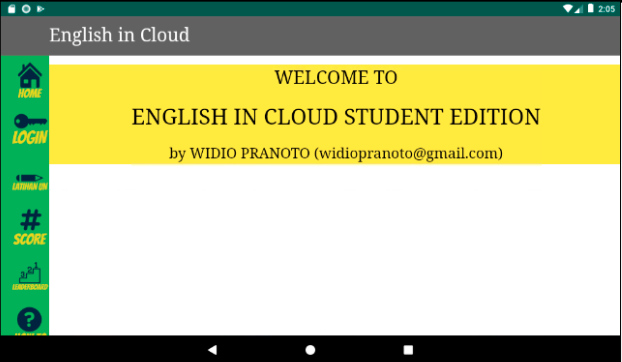 2:05
English in Cloud
HOME
LOGIN
LATIHAN UN
SCORE
LEADERBOARD
WELCOME TO
ENGLISH IN CLOUD STUDENT EDITION
by WIDIO PRANOTO (widiopranoto@gmail.com)